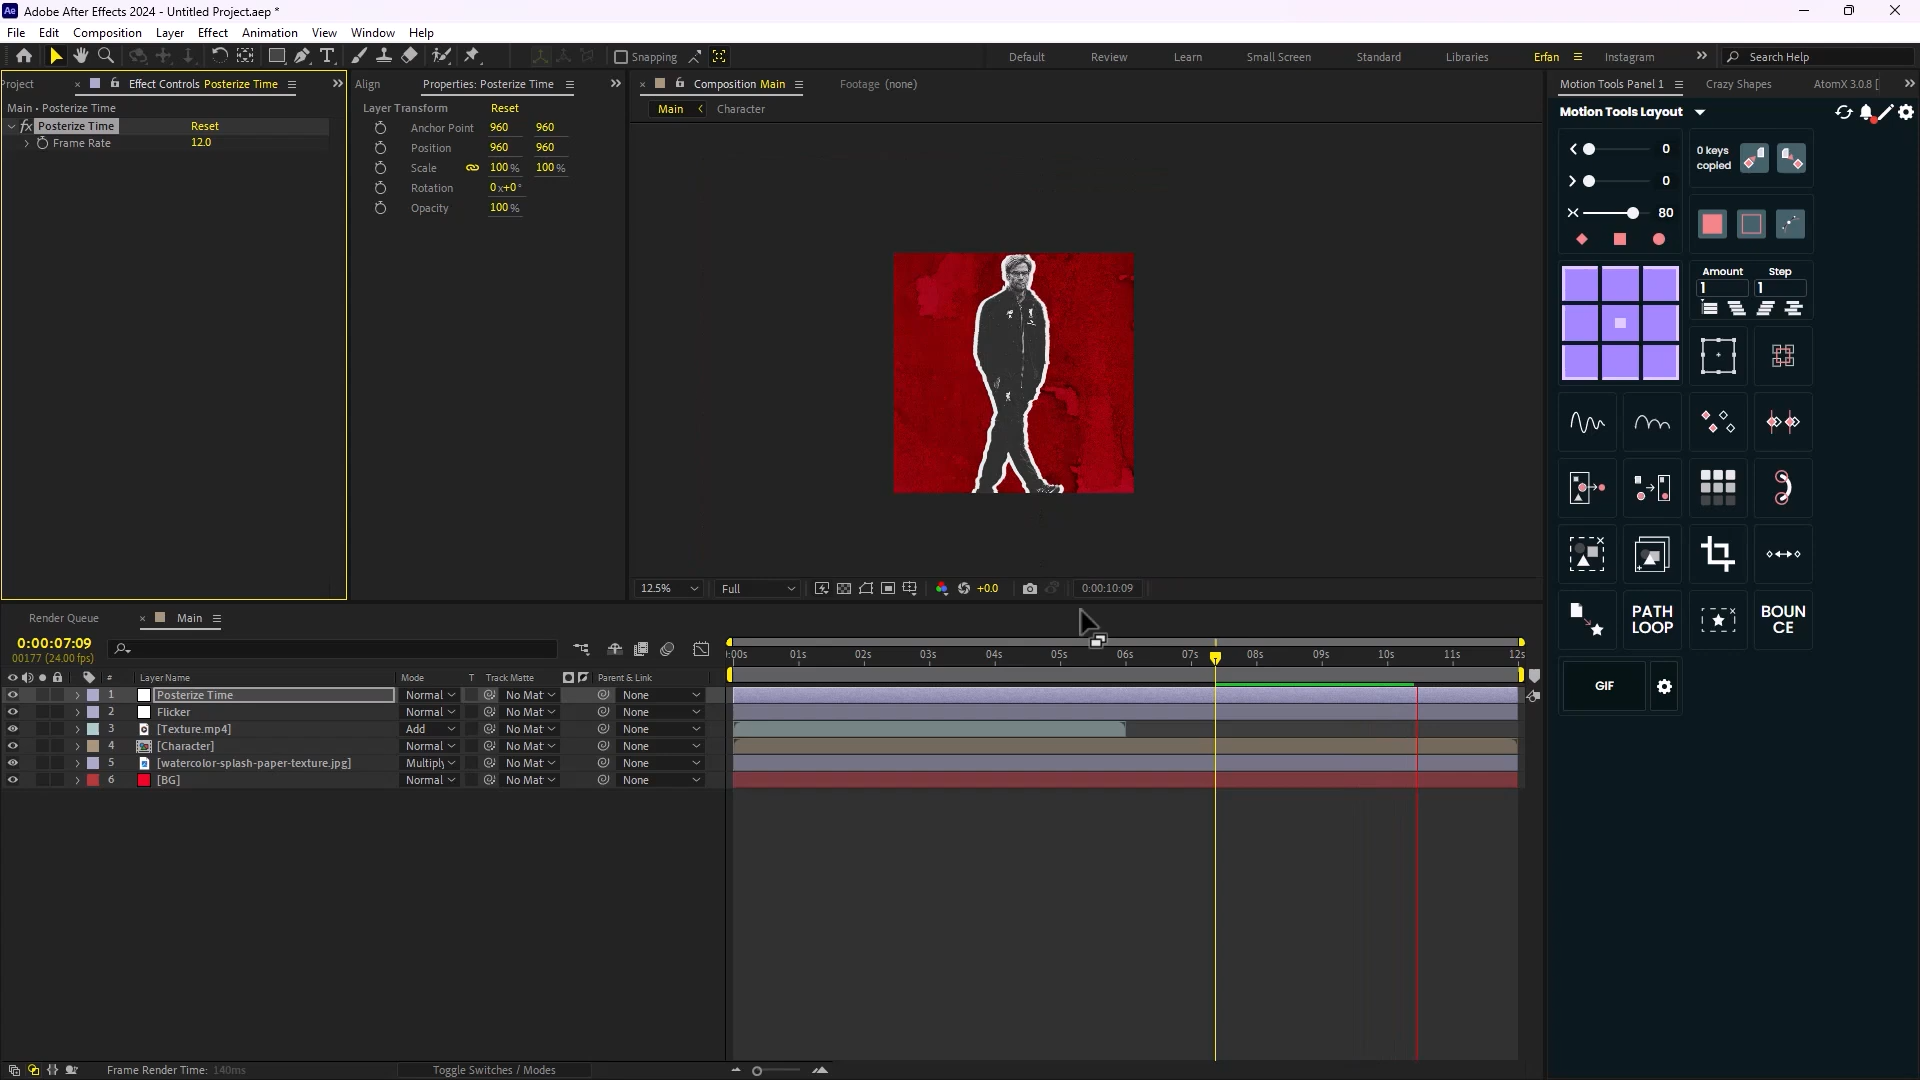 Adobe After Effects 2024 - Untitled Project.aep *
File Edit Composition Layer Effect Animation View Window Help
Snapping Default Review Learn Small Screen Standard Libraries Erfan Instagram Search Help
Project Effect Controls Posterize Time
Main • Posterize Time
fx Posterize Time Reset
Frame Rate 12.0
Align Properties: Posterize Time
Layer Transform Reset
Anchor Point 960 960
Position 960 960
Scale 100 % 100 %
Rotation 0x+0°
Opacity 100 %
Composition Main Footage (none)
Main Character
12.5% Full +0.0 0:00:10:09
Motion Tools Panel 1 Crazy Shapes AtomX 3.0.8 [
Motion Tools Layout
0
0
80
0 keys copied
Amount Step
1 1
PATH LOOP
BOUN
CE
GIF
Render Queue Main
0:00:07:09
00177 (24.00 fps)
:00s 01s 02s 03s 04s 05s 06s 07s 08s 09s 10s 11s 12s
# Layer Name Mode T Track Matte Parent & Link
1 Posterize Time Normal No Mat None
2 Flicker Normal No Mat None
3 [Texture.mp4] Add No Mat None
4 [Character] Normal No Mat None
5 [watercolor-splash-paper-texture.jpg] Multiply No Mat None
6 [BG] Normal No Mat None
Frame Render Time: 140ms Toggle Switches / Modes